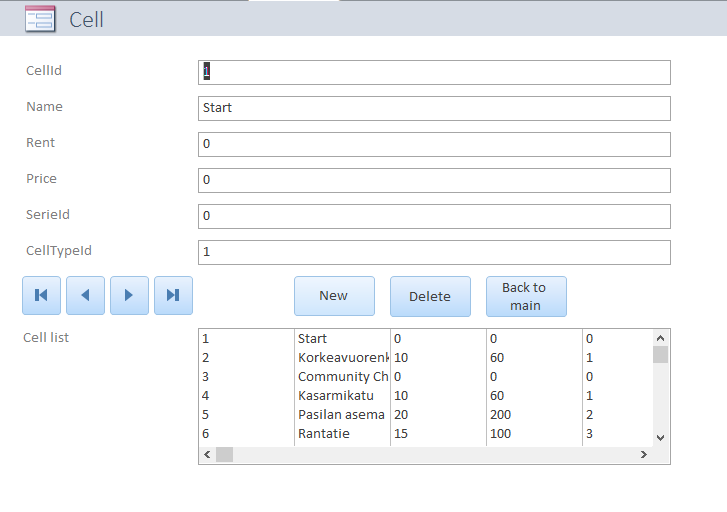 Cell
CellId 1
Name Start
Rent 0
Price 0
SerieId 0
CellTypeId 1
New Delete Back to main
Cell list
1 Start 0 0 0
2 Korkeavuorenk 10 60 1
3 Community Ch 0 0 0
4 Kasarmikatu 10 60 1
5 Pasilan asema 20 200 2
6 Rantatie 15 100 3